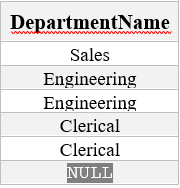 DepartmentName
Sales
Engineering
Engineering
Clerical
Clerical
NULL